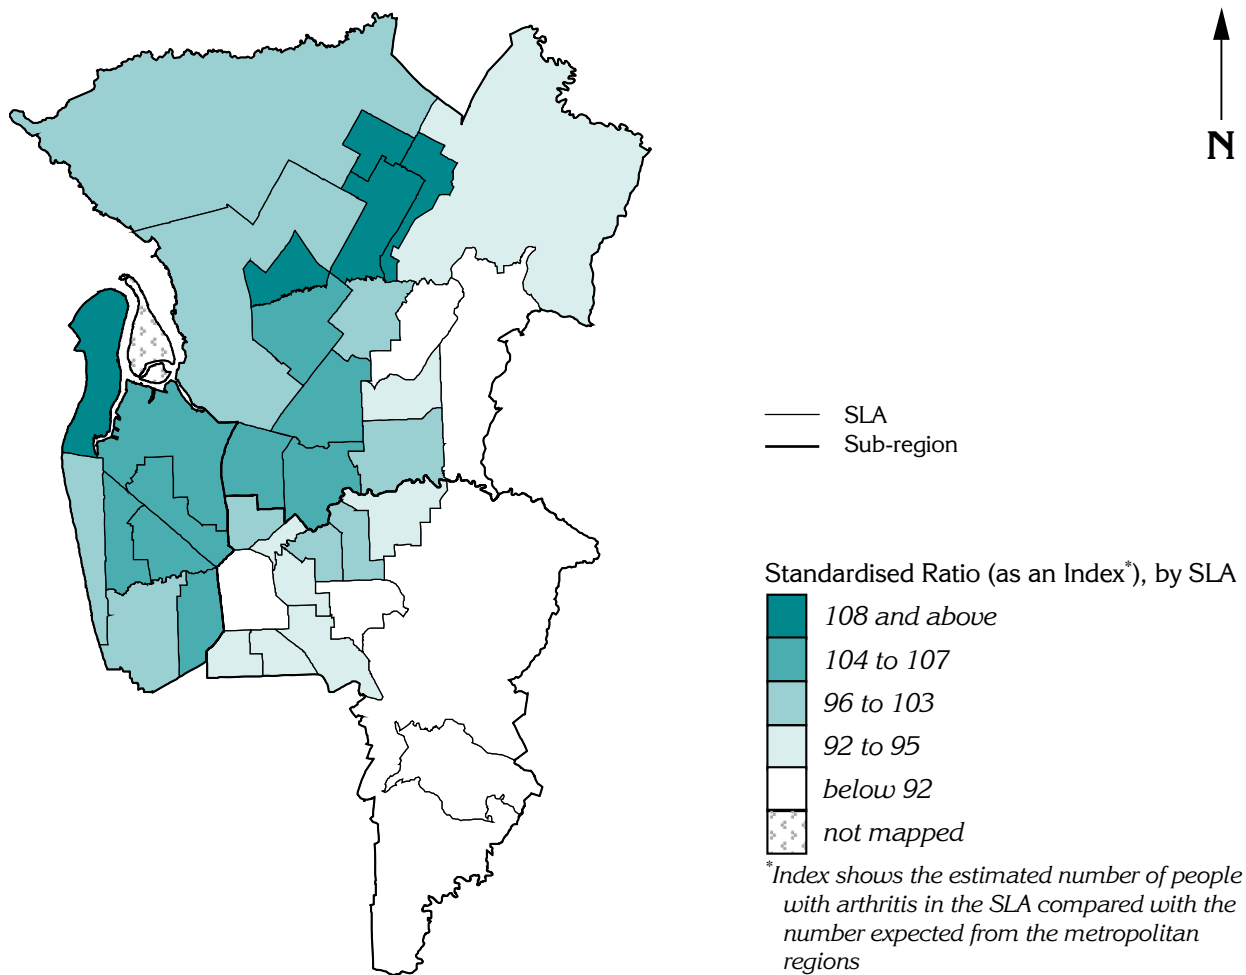 N
SLA
Sub-region
Standardised Ratio (as an Index*), by SLA
108 and above
104 to 107
96 to 103
92 to 95
below 92
not mapped
*Index shows the estimated number of people
with arthritis in the SLA compared with the
number expected from the metropolitan
regions